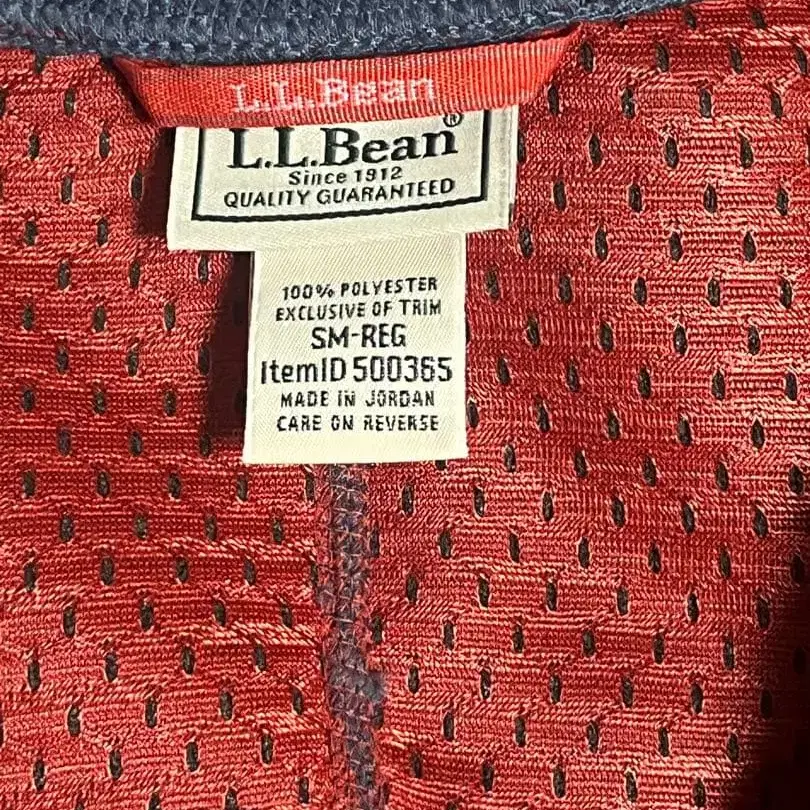 L.L.Bean
L.L.Bean®
Since 1912
QUALITY GUARANTEED
100% POLYESTER
EXCLUSIVE OF TRIM
SM-REG
ItemID 500365
MADE IN JORDAN
CARE ON REVERSE